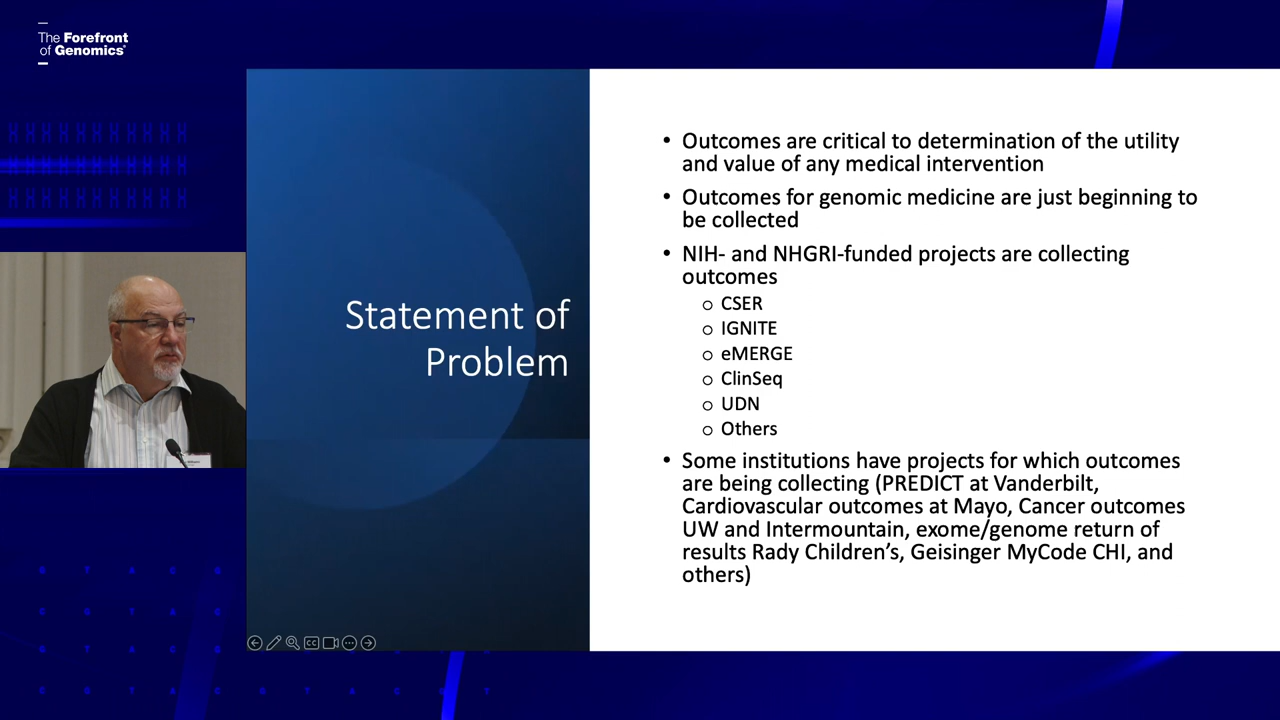 The Forefront
of Genomics®
Statement of
Problem
• Outcomes are critical to determination of the utility
and value of any medical intervention
• Outcomes for genomic medicine are just beginning to
be collected
• NIH- and NHGRI-funded projects are collecting
outcomes
o CSER
o IGNITE
o eMERGE
o ClinSeq
o UDN
o Others
• Some institutions have projects for which outcomes
are being collecting (PREDICT at Vanderbilt,
Cardiovascular outcomes at Mayo, Cancer outcomes
UW and Intermountain, exome/genome return of
results Rady Children’s, Geisinger MyCode CHI, and
others)
CC